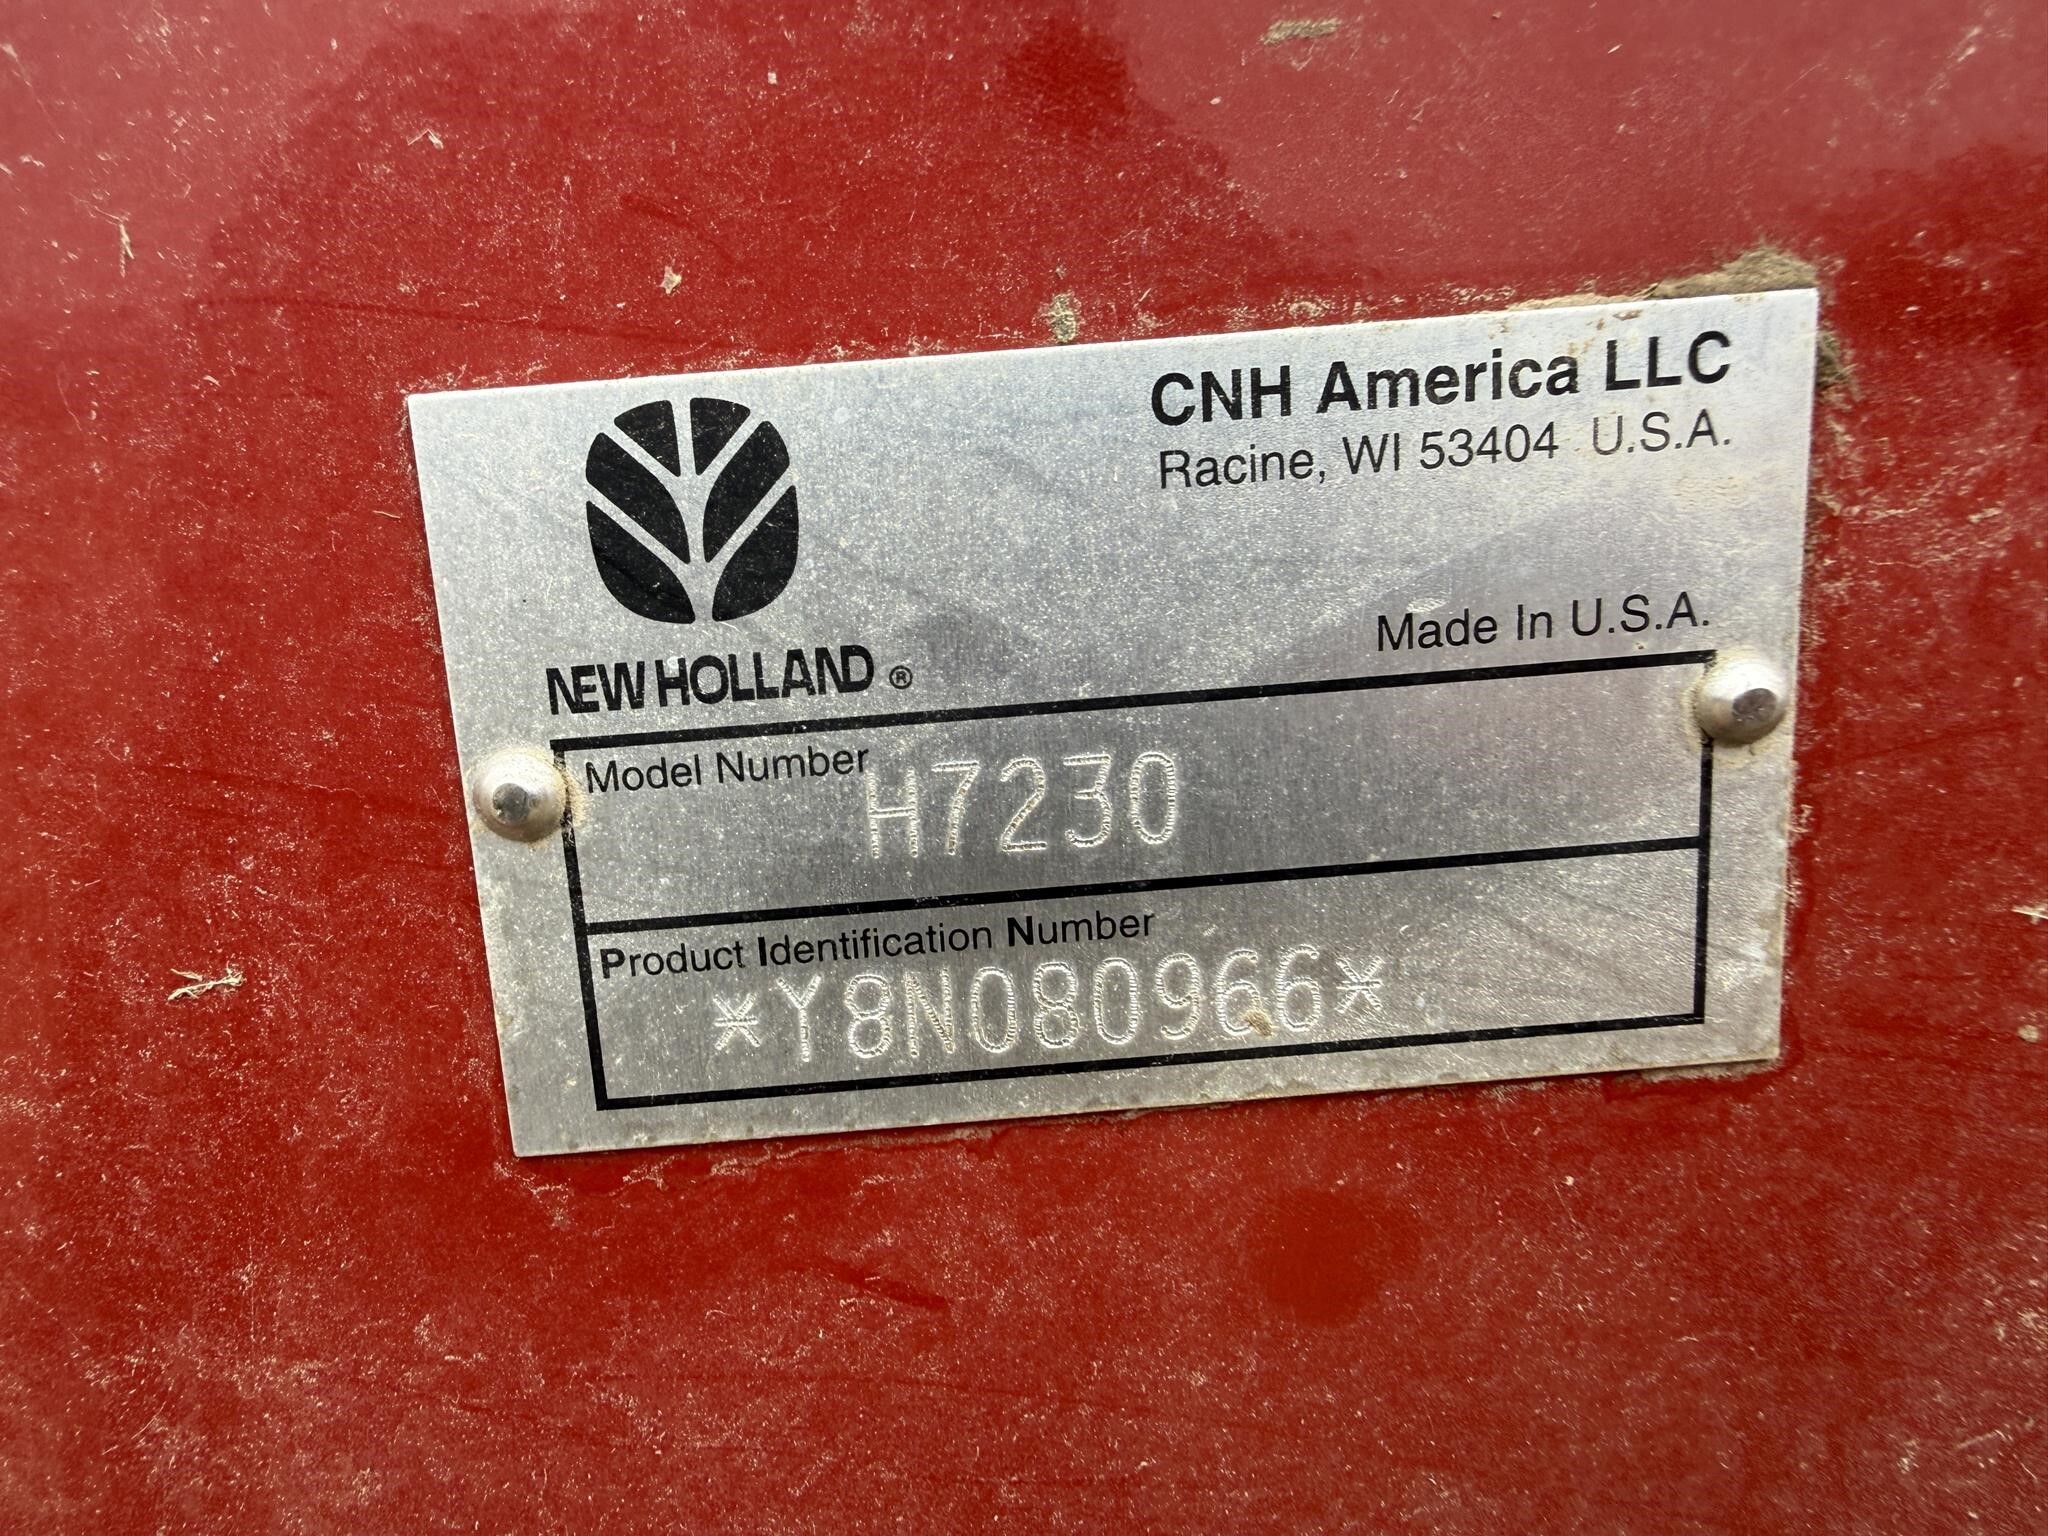 CNH America LLC
Racine, WI 53404 U.S.A.
NEW HOLLAND ®
Made In U.S.A.
Model Number H7230
Product Identification Number
*Y8N080966*